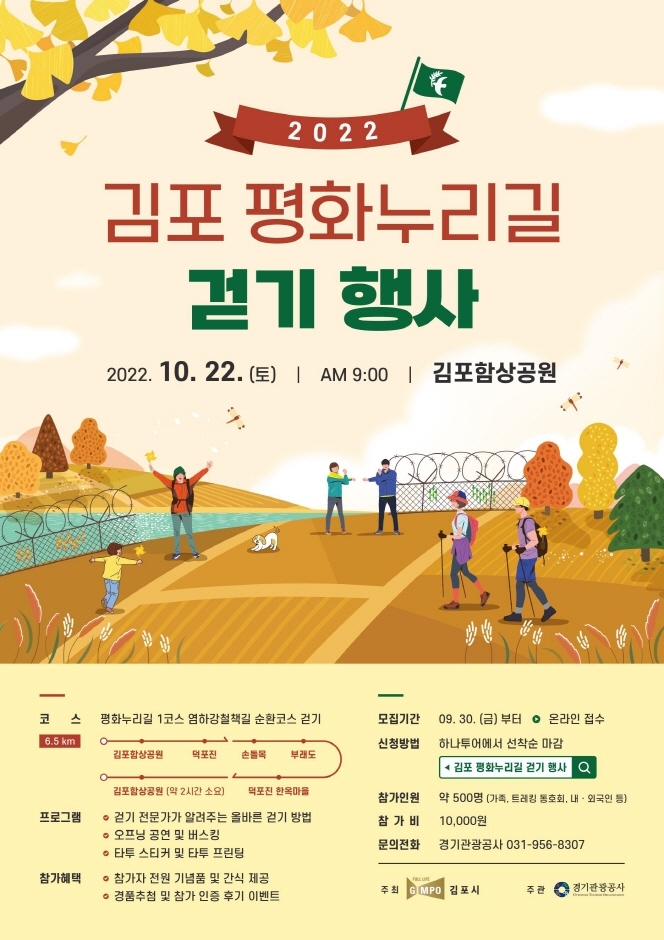 2022
김포 평화누리길
걷기 행사
2022. 10. 22. (토) | AM 9:00 | 김포함상공원
코 스 평화누리길 1코스 염하강철책길 순환코스 걷기
6.5 km
김포함상공원 덕포진 손돌목 부래도
김포함상공원 (약 2시간 소요) 덕포진 한옥마을
프로그램 걷기 전문가가 알려주는 올바른 걷기 방법
오프닝 공연 및 버스킹
타투 스티커 및 타투 프린팅
참가혜택 참가자 전원 기념품 및 간식 제공
경품추첨 및 참가 인증 후기 이벤트
모집기간 09. 30. (금) 부터 온라인 접수
신청방법 하나투어에서 선착순 마감
김포 평화누리길 걷기 행사
참가인원 약 500명 (가족, 트레킹 동호회, 내 · 외국인 등)
참 가 비 10,000원
문의전화 경기관광공사 031-956-8307
주최 FULL LIFE GIMPO 김포시
주관 경기관광공사